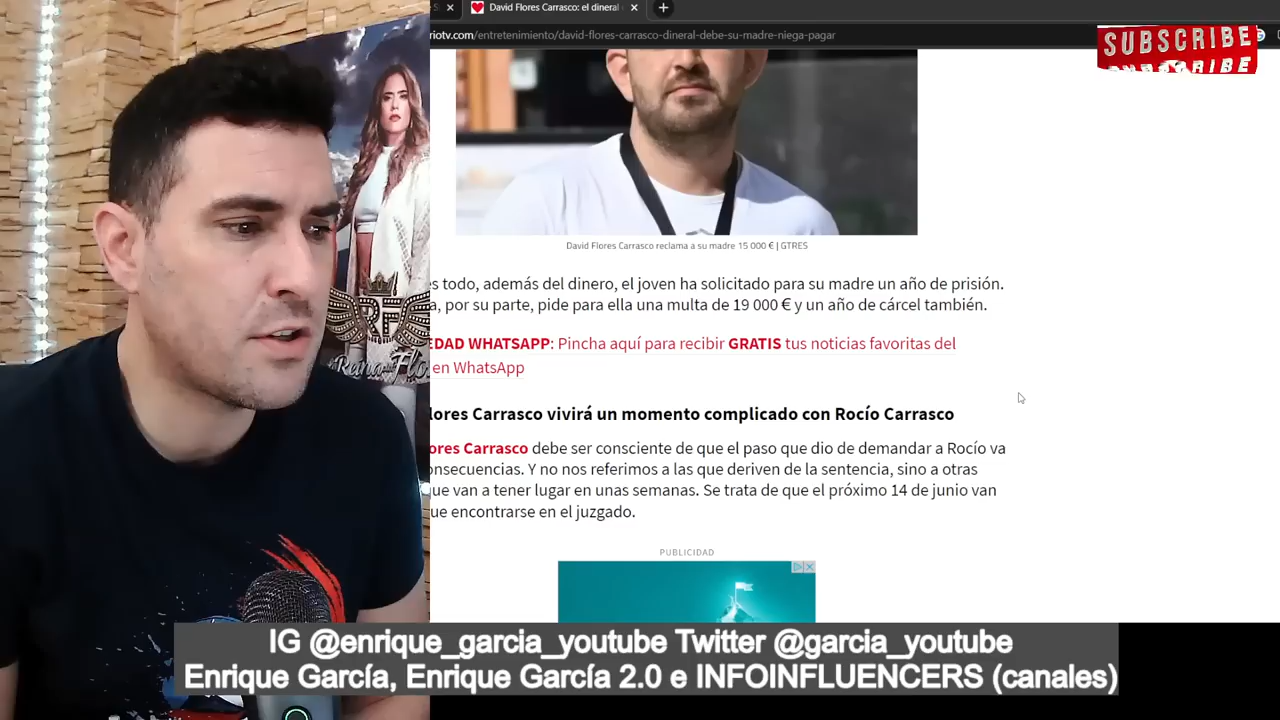 David Flores Carrasco: el dineral
riotv.com/entretenimiento/david-flores-carrasco-dineral-debe-su-madre-niega-pagar
SUBSCRIBE
David Flores Carrasco reclama a su madre 15 000 € | GTRES
es todo, además del dinero, el joven ha solicitado para su madre un año de prisión.
a, por su parte, pide para ella una multa de 19 000 € y un año de cárcel también.
EDAD WHATSAPP: Pincha aquí para recibir GRATIS tus noticias favoritas del
en WhatsApp
lores Carrasco vivirá un momento complicado con Rocío Carrasco
ores Carrasco debe ser consciente de que el paso que dio de demandar a Rocío va
onsecuencias. Y no nos referimos a las que deriven de la sentencia, sino a otras
ue van a tener lugar en unas semanas. Se trata de que el próximo 14 de junio van
ue encontrarse en el juzgado.
PUBLICIDAD
RF
IG @enrique_garcia_youtube Twitter @garcia_youtube
Enrique García, Enrique García 2.0 e INFOINFLUENCERS (canales)